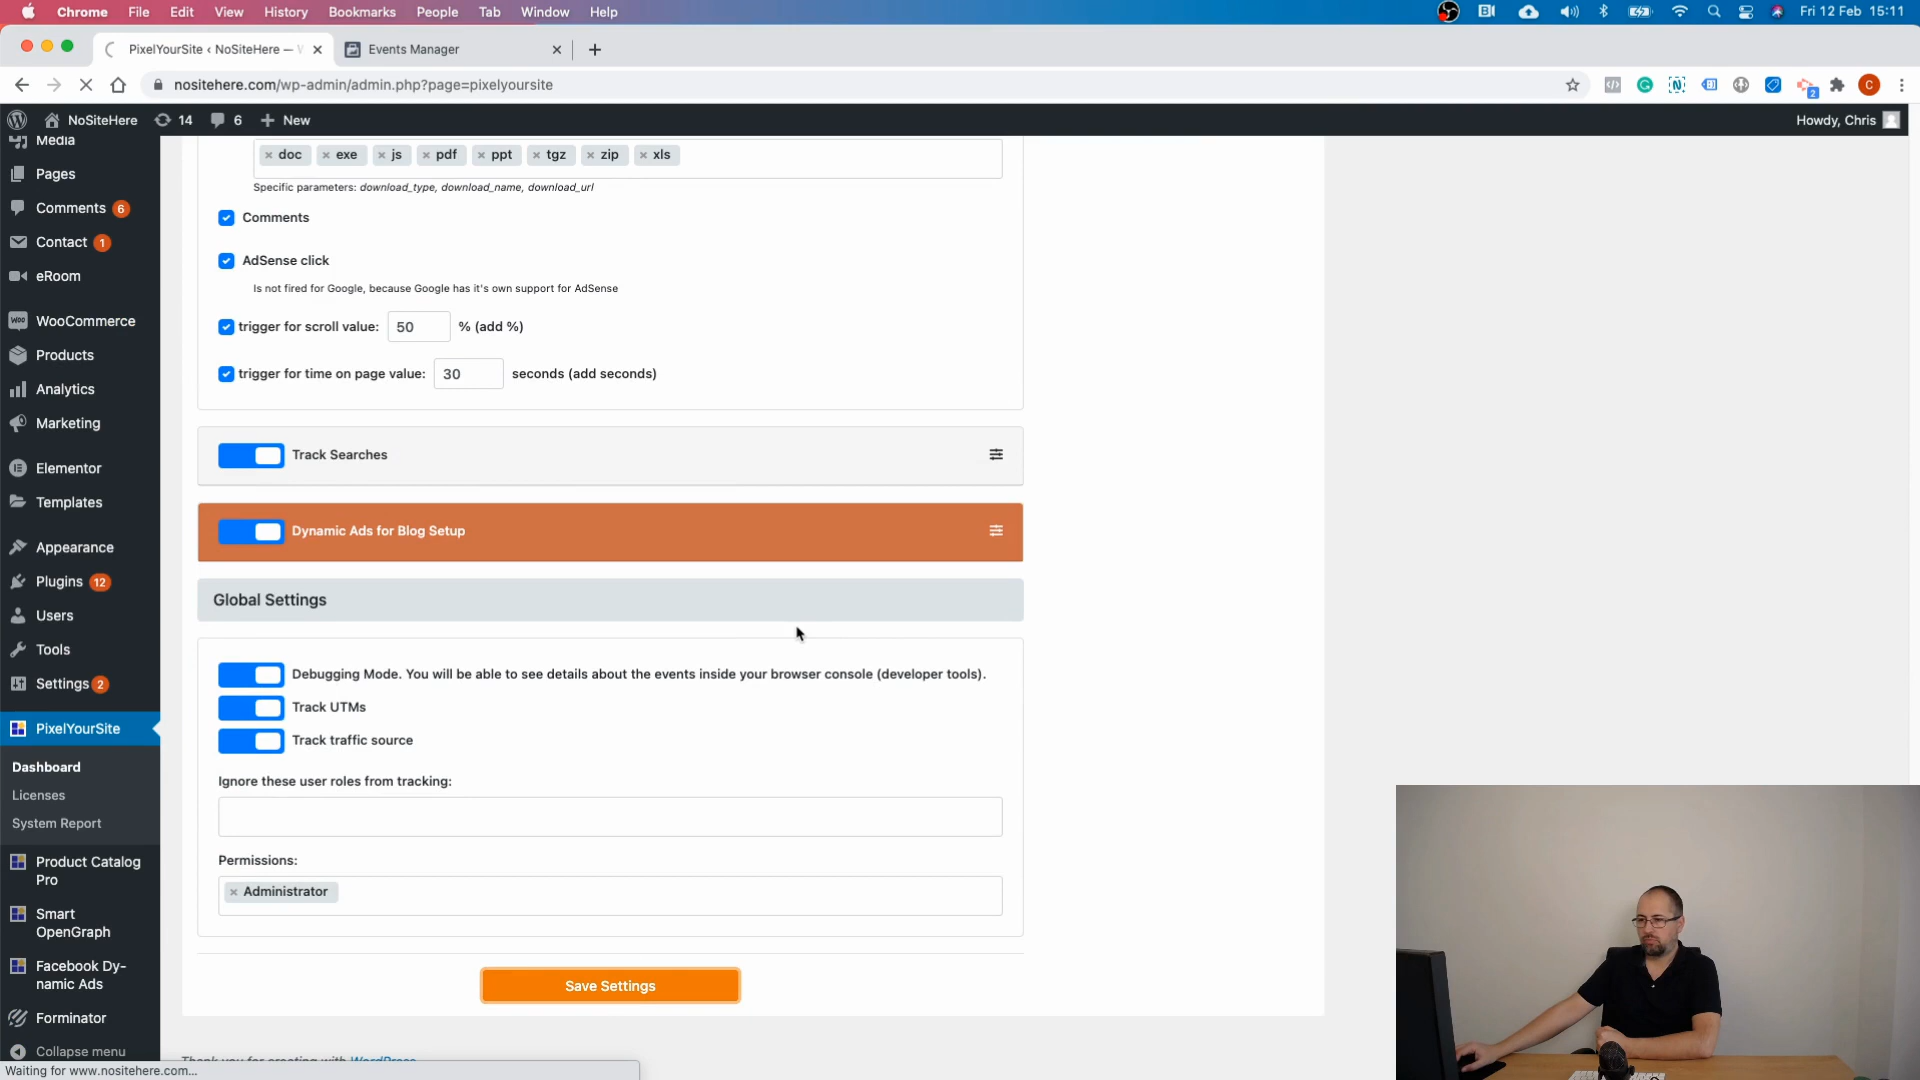 Chrome File Edit View History Bookmarks People Tab Window Help Fri 12 Feb 15:11
PixelYourSite ‹ NoSiteHere — Events Manager
nositehere.com/wp-admin/admin.php?page=pixelyoursite
NoSiteHere 14 6 New Howdy, Chris
Media
Pages
Comments 6
Contact 1
eRoom
WooCommerce
Products
Analytics
Marketing
Elementor
Templates
Appearance
Plugins 12
Users
Tools
Settings 2
PixelYourSite
Dashboard
Licenses
System Report
Product Catalog
Pro
Smart
OpenGraph
Facebook Dy-
namic Ads
Forminator
Collapse menu
× doc × exe × js × pdf × ppt × tgz × zip × xls
Specific parameters: download_type, download_name, download_url
Comments
AdSense click
Is not fired for Google, because Google has it's own support for AdSense
trigger for scroll value: 50 % (add %)
trigger for time on page value: 30 seconds (add seconds)
Track Searches
Dynamic Ads for Blog Setup
Global Settings
Debugging Mode. You will be able to see details about the events inside your browser console (developer tools).
Track UTMs
Track traffic source
Ignore these user roles from tracking:
Permissions:
× Administrator
Save Settings
Thank you for creating with WordPress
Waiting for www.nositehere.com...